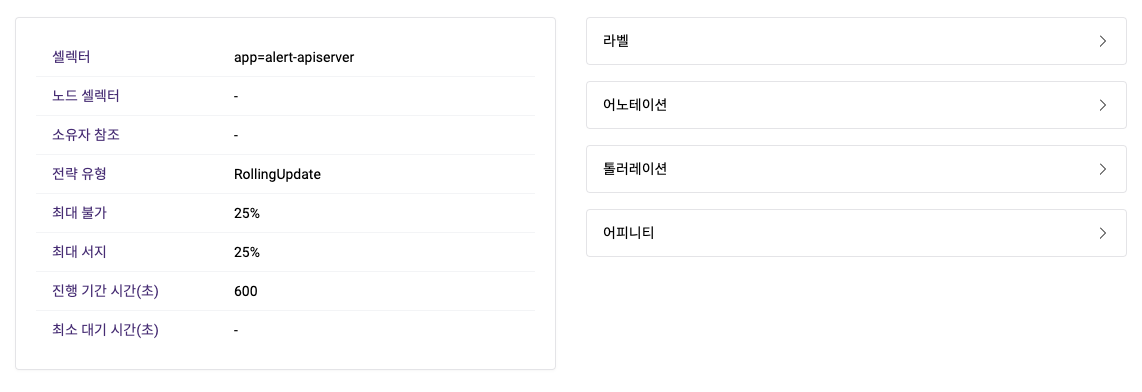 셀렉터 app=alert-apiserver
노드 셀렉터 -
소유자 참조 -
전략 유형 RollingUpdate
최대 불가 25%
최대 서지 25%
진행 기간 시간(초) 600
최소 대기 시간(초) -
라벨
어노테이션
톨러레이션
어피니티